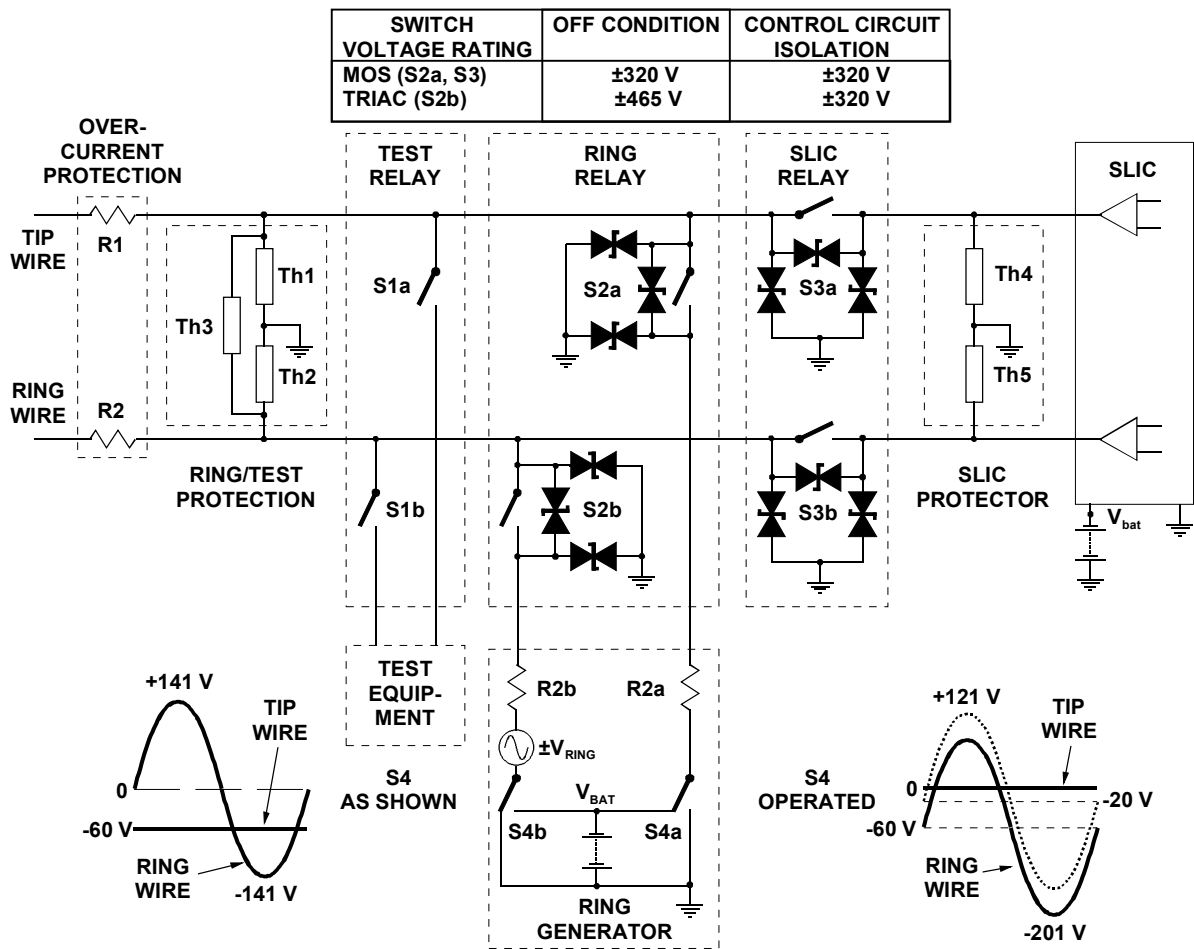 SWITCH
VOLTAGE RATING
OFF CONDITION
CONTROL CIRCUIT
ISOLATION
MOS (S2a, S3)
±320 V
±320 V
TRIAC (S2b)
±465 V
±320 V
OVER-
CURRENT
PROTECTION
TEST
RELAY
RING
RELAY
SLIC
RELAY
SLIC
R1
TIP
WIRE
Th1
Th3
Th2
S1a
S2a
S3a
Th4
Th5
RING
WIRE
R2
RING/TEST
PROTECTION
S1b
S2b
S3b
SLIC
PROTECTOR
Vbat
TEST
EQUIP-
MENT
R2b
R2a
±VRING
S4
AS SHOWN
VBAT
S4b
S4a
RING
GENERATOR
+141 V
TIP
WIRE
0
-60 V
RING
WIRE
-141 V
S4
OPERATED
+121 V
TIP
WIRE
0
-20 V
-60 V
RING
WIRE
-201 V